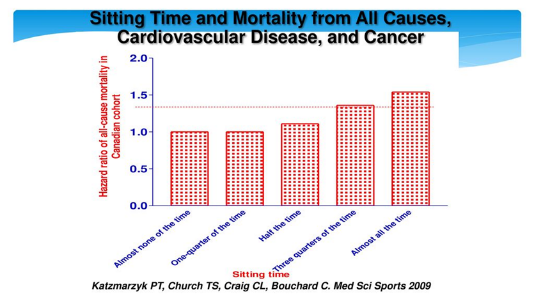 Sitting Time and Mortality from All Causes,
Cardiovascular Disease, and Cancer
Hazard ratio of all-cause mortality in
Canadian cohort
2.0
1.5
1.0
0.5
0.0
Almost none of the time
One-quarter of the time
Half the time
Three quarters of the time
Almost all the time
Sitting time
Katzmarzyk PT, Church TS, Craig CL, Bouchard C. Med Sci Sports 2009